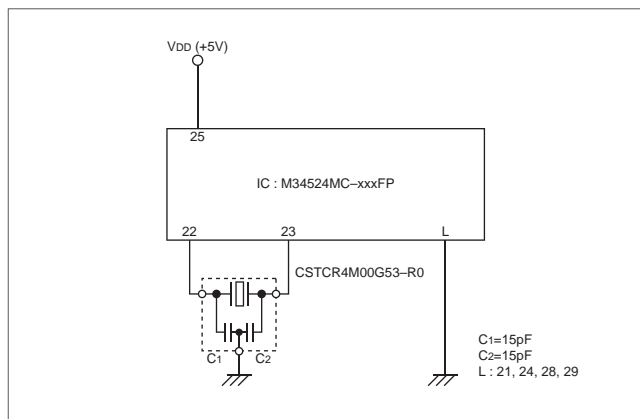 VDD (+5V)
25
IC : M34524MC–xxxFP
22 23 L
CSTCR4M00G53–R0
C1 C2
C1=15pF
C2=15pF
L : 21, 24, 28, 29